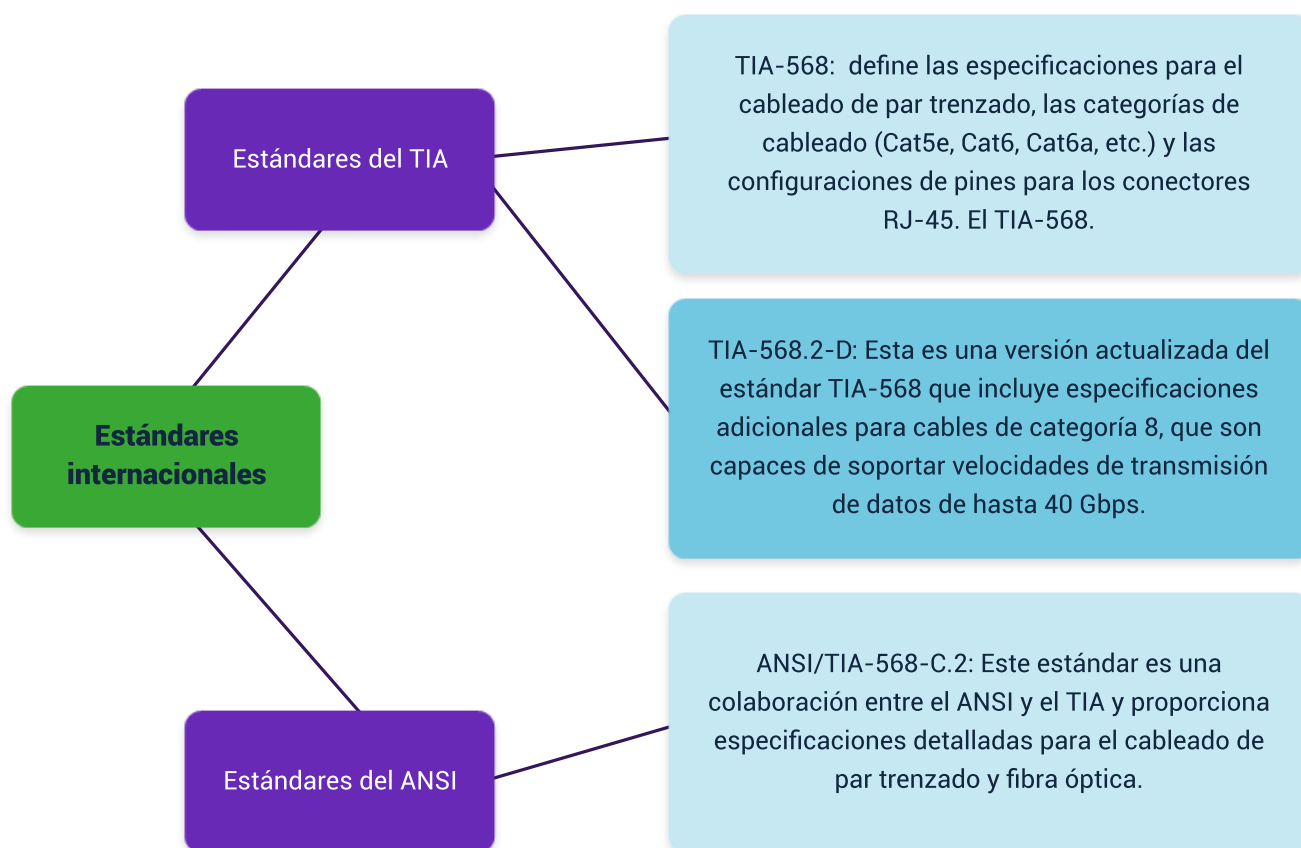 Estándares del TIA
TIA-568:  define las especificaciones para el
cableado de par trenzado, las categorías de
cableado (Cat5e, Cat6, Cat6a, etc.) y las
configuraciones de pines para los conectores
RJ-45. El TIA-568.
TIA-568.2-D: Esta es una versión actualizada del
estándar TIA-568 que incluye especificaciones
adicionales para cables de categoría 8, que son
capaces de soportar velocidades de transmisión
de datos de hasta 40 Gbps.
Estándares
internacionales
Estándares del ANSI
ANSI/TIA-568-C.2: Este estándar es una
colaboración entre el ANSI y el TIA y proporciona
especificaciones detalladas para el cableado de
par trenzado y fibra óptica.